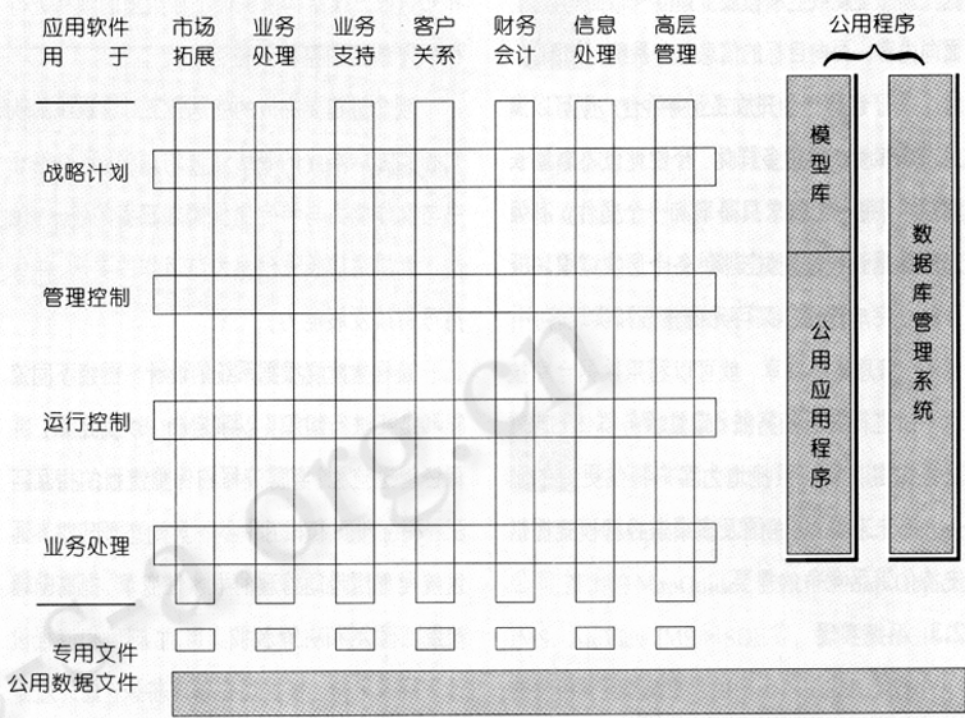 应用软件 市场 业务 业务 客户 财务 信息 高层 公用程序
用 于 拓展 处理 支持 关系 会计 处理 管理
战略计划
管理控制
运行控制
业务处理
专用文件
公用数据文件
模型库
公用应用程序
数据库管理系统
s-a.org.cn